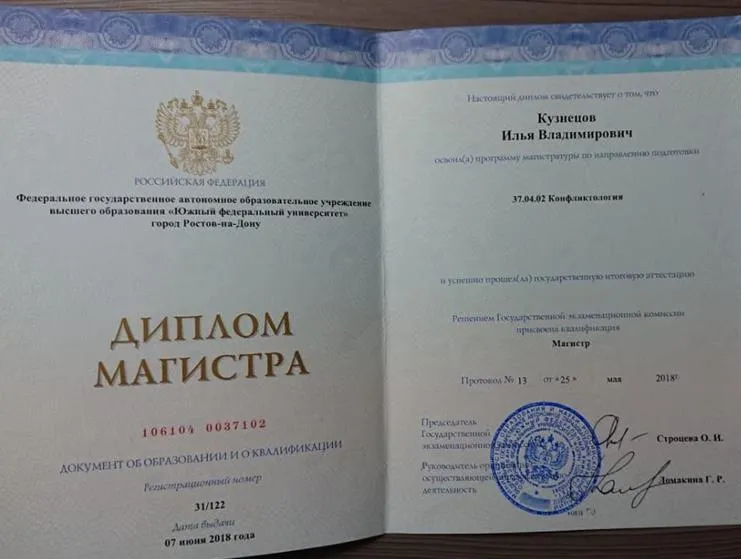 РОССИЙСКАЯ ФЕДЕРАЦИЯ
Федеральное государственное автономное образовательное учреждение
высшего образования «Южный федеральный университет»
город Ростов-на-Дону
ДИПЛОМ
МАГИСТРА
106104 0037102
ДОКУМЕНТ ОБ ОБРАЗОВАНИИ И О КВАЛИФИКАЦИИ
Регистрационный номер
31/122
Дата выдачи
07 июня 2018 года
Настоящий диплом свидетельствует о том, что
Кузнецов
Илья Владимирович
освоил(а) программу магистратуры по направлению подготовки
37.04.02 Конфликтология
и успешно прошел(ла) государственную итоговую аттестацию
Решением Государственной экзаменационной комиссии
присвоена квалификация
Магистр
Протокол № 13 от «25» мая 2018г
Председатель
Государственной
экзаменационной
Строцева О. И.
Руководитель
осуществляющей
деятельность
Домакина Г. Р.